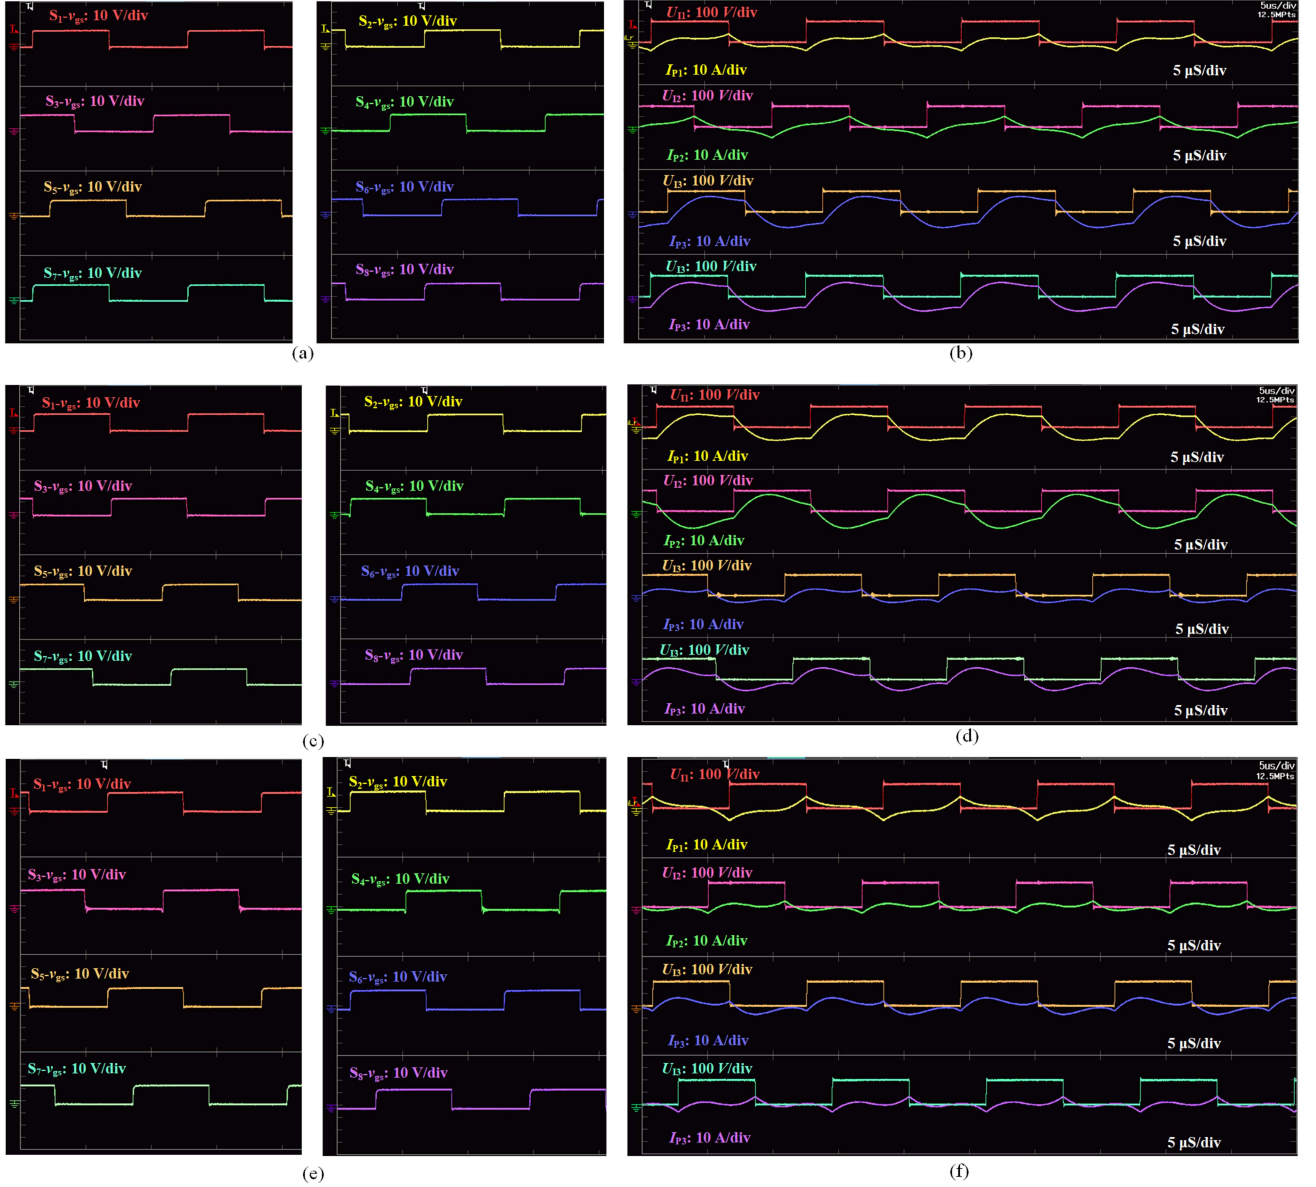 S1-vgs: 10 V/div
S2-vgs: 10 V/div
S3-vgs: 10 V/div
S4-vgs: 10 V/div
S5-vgs: 10 V/div
S6-vgs: 10 V/div
S7-vgs: 10 V/div
S8-vgs: 10 V/div
(a)
5us/div
12.5MPts
UI1: 100 V/div
IP1: 10 A/div
5 μS/div
UI2: 100 V/div
IP2: 10 A/div
5 μS/div
UI3: 100 V/div
IP3: 10 A/div
5 μS/div
UI3: 100 V/div
IP3: 10 A/div
5 μS/div
(b)
S1-vgs: 10 V/div
S2-vgs: 10 V/div
S3-vgs: 10 V/div
S4-vgs: 10 V/div
S5-vgs: 10 V/div
S6-vgs: 10 V/div
S7-vgs: 10 V/div
S8-vgs: 10 V/div
(c)
5us/div
12.5MPts
UI1: 100 V/div
IP1: 10 A/div
5 μS/div
UI2: 100 V/div
IP2: 10 A/div
5 μS/div
UI3: 100 V/div
IP3: 10 A/div
5 μS/div
UI3: 100 V/div
IP3: 10 A/div
5 μS/div
(d)
S1-vgs: 10 V/div
S2-vgs: 10 V/div
S3-vgs: 10 V/div
S4-vgs: 10 V/div
S5-vgs: 10 V/div
S6-vgs: 10 V/div
S7-vgs: 10 V/div
S8-vgs: 10 V/div
(e)
5us/div
12.5MPts
UI1: 100 V/div
IP1: 10 A/div
5 μS/div
UI2: 100 V/div
IP2: 10 A/div
5 μS/div
UI3: 100 V/div
IP3: 10 A/div
5 μS/div
UI3: 100 V/div
IP3: 10 A/div
5 μS/div
(f)